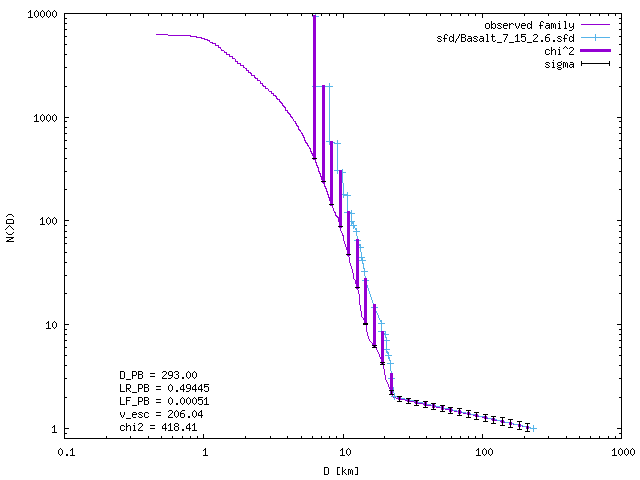 10000
1000
100
10
1
N(>D)
observed family
sfd/Basalt_7_15_2.6.sfd
chi^2
sigma
D_PB = 293.00
LR_PB = 0.49445
LF_PB = 0.00051
v_esc = 206.04
chi2 = 418.41
0.1 1 10 100 1000
D [km]